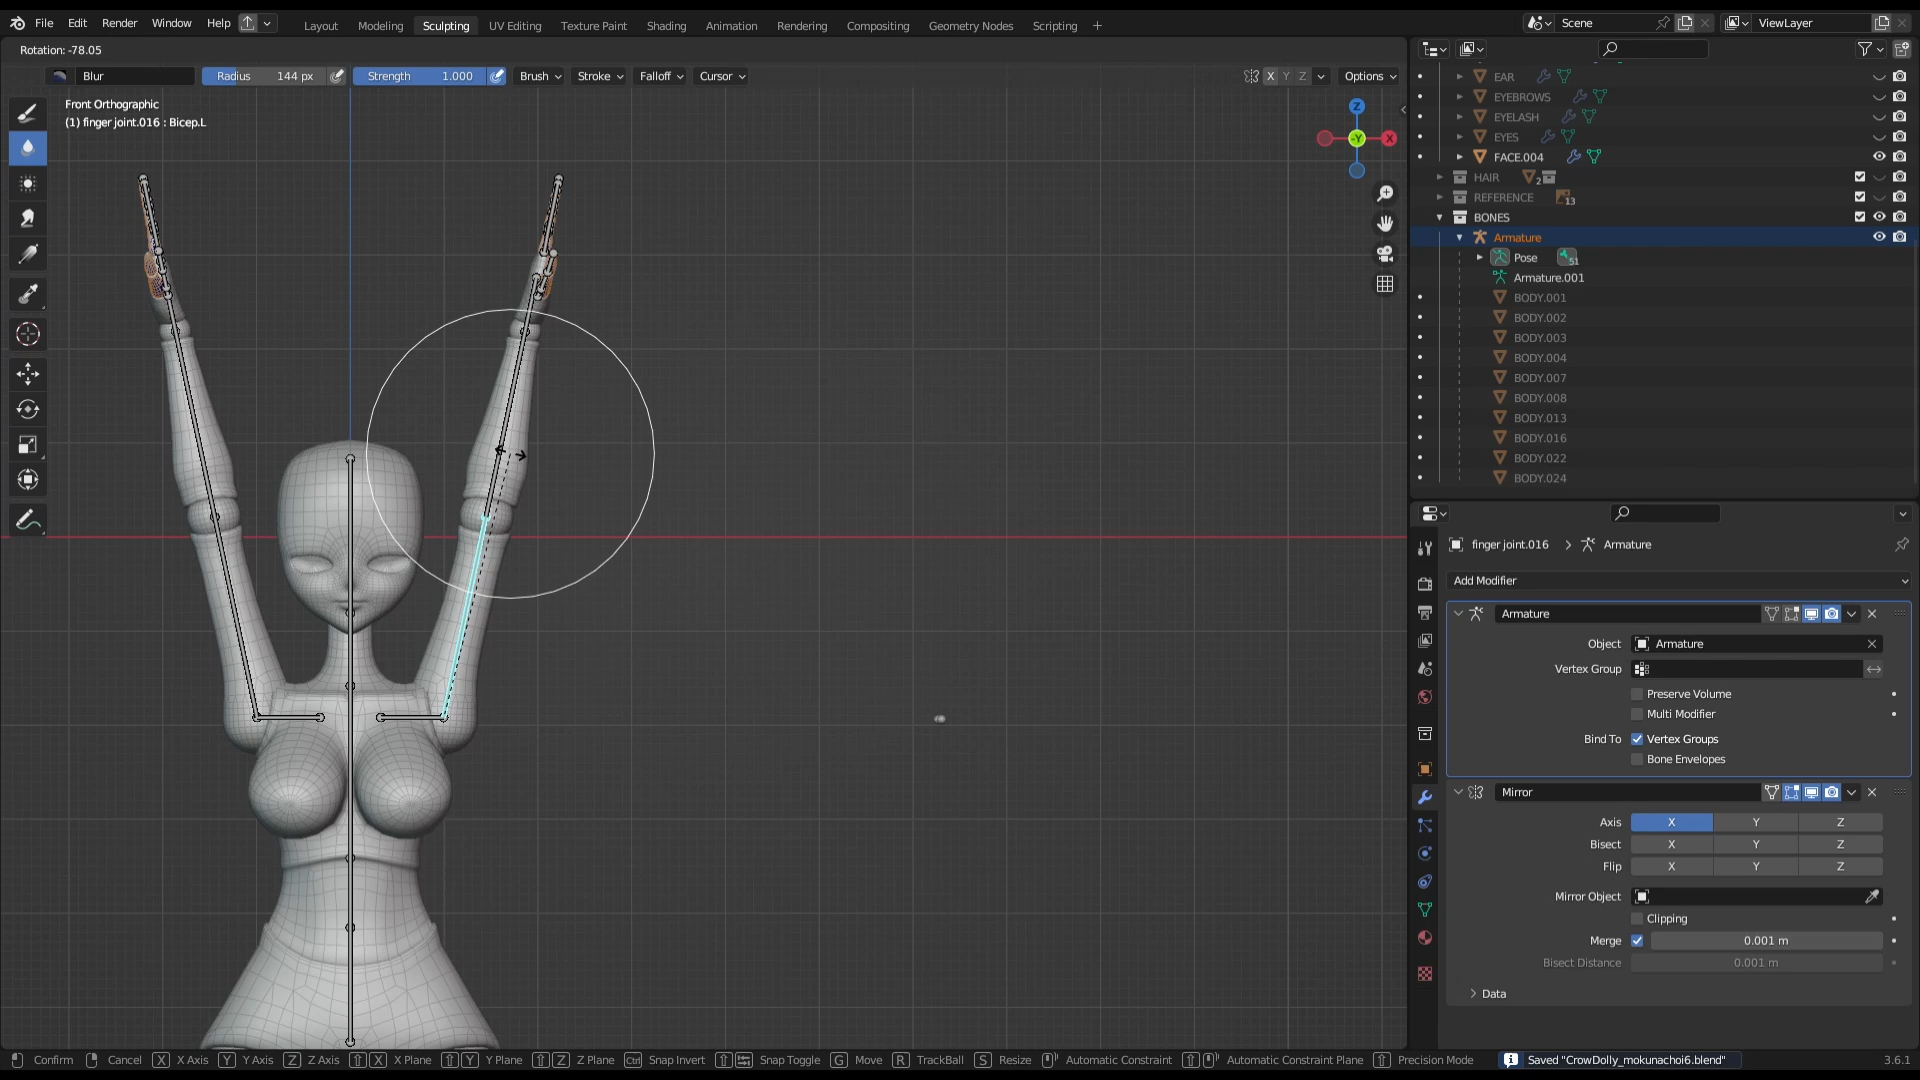 File Edit Render Window Help
Layout Modeling Sculpting UV Editing Texture Paint Shading Animation Rendering Compositing Geometry Nodes Scripting +
Scene ViewLayer
Rotation: -78.05
Blur Radius 144 px Strength 1.000 Brush Stroke Falloff Cursor X Y Z Options
Front Orthographic
(1) finger joint.016 : Bicep.L
Z
-Y X
EAR
EYEBROWS
EYELASH
EYES
FACE.004
HAIR 2
REFERENCE 13
BONES
Armature
Pose 51
Armature.001
BODY.001
BODY.002
BODY.003
BODY.004
BODY.007
BODY.008
BODY.013
BODY.016
BODY.022
BODY.024
finger joint.016 > Armature
Add Modifier
Armature
Object Armature
Vertex Group
Preserve Volume
Multi Modifier
Bind To Vertex Groups
Bone Envelopes
Mirror
Axis X Y Z
Bisect X Y Z
Flip X Y Z
Mirror Object
Clipping
Merge 0.001 m
Bisect Distance 0.001 m
Data
Confirm Cancel X X Axis Y Y Axis Z Z Axis X X Plane Y Y Plane Z Z Plane Ctrl Snap Invert Snap Toggle G Move R TrackBall S Resize Automatic Constraint Automatic Constraint Plane Precision Mode Saved "CrowDolly_mokunachoi6.blend" 3.6.1